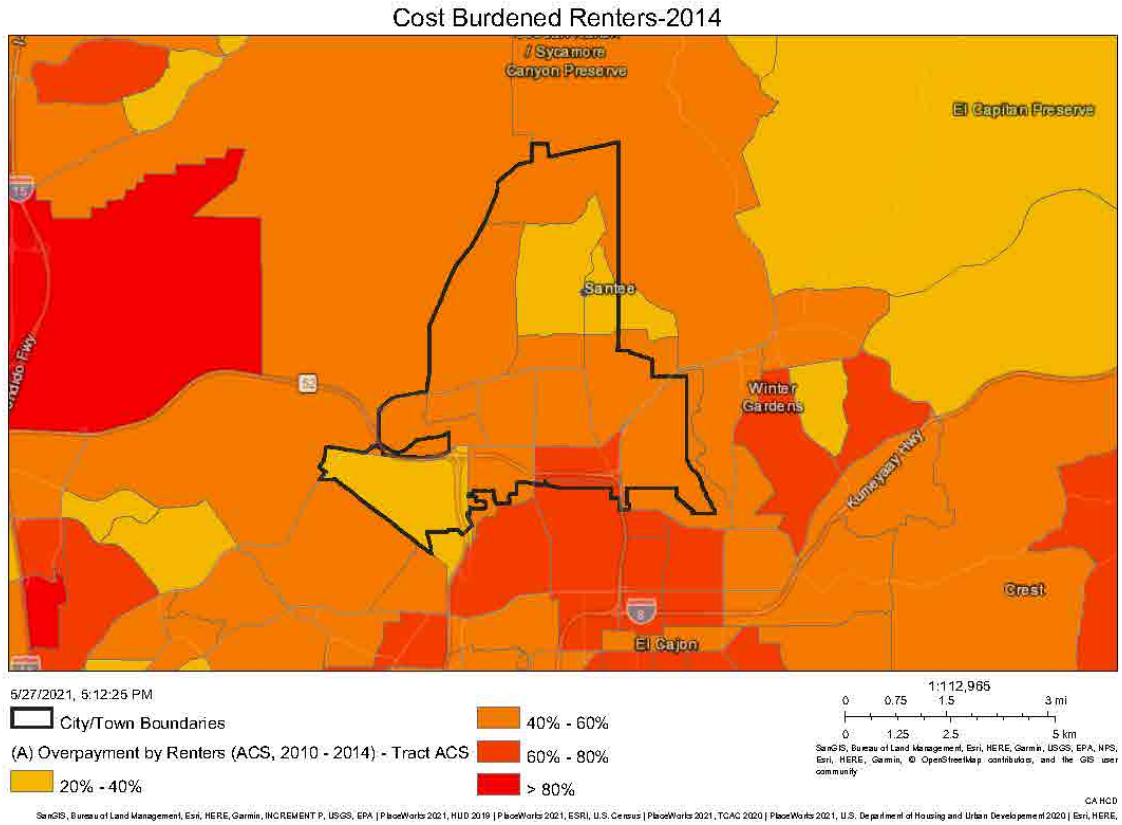 Cost Burdened Renters-2014
/ Sycamore
Canyon Preserve
El Capitan Preserve
15
Santee
52
Winter
Gardens
Kumeyaay Hwy
Crest
8
El Cajon
5/27/2021, 5:12:25 PM
City/Town Boundaries
(A) Overpayment by Renters (ACS, 2010 - 2014) - Tract ACS
20% - 40%
40% - 60%
60% - 80%
> 80%
1:112,965
0 0.75 1.5 3 mi
0 1.25 2.5 5 km
SanGIS, Bureau of Land Management, Esri, HERE, Garmin, USGS, EPA, NPS,
Esri, HERE, Garmin, © OpenStreetMap contributors, and the GIS user
community
CA HCD
SanGIS, Bureau of Land Management, Esri, HERE, Garmin, INCREMENT P, USGS, EPA | PlaceWorks 2021, HUD 2019 | PlaceWorks 2021, ESRI, U.S. Census | PlaceWorks 2021, TCAC 2020 | PlaceWorks 2021, U.S. Department of Housing and Urban Developement 2020 | Esri, HERE,